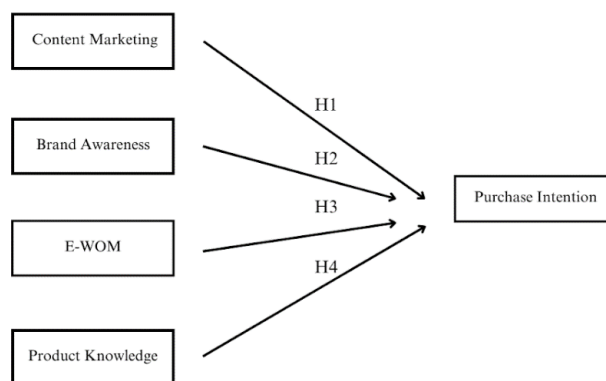 Content Marketing
H1
Brand Awareness
H2
Purchase Intention
H3
E-WOM
H4
Product Knowledge